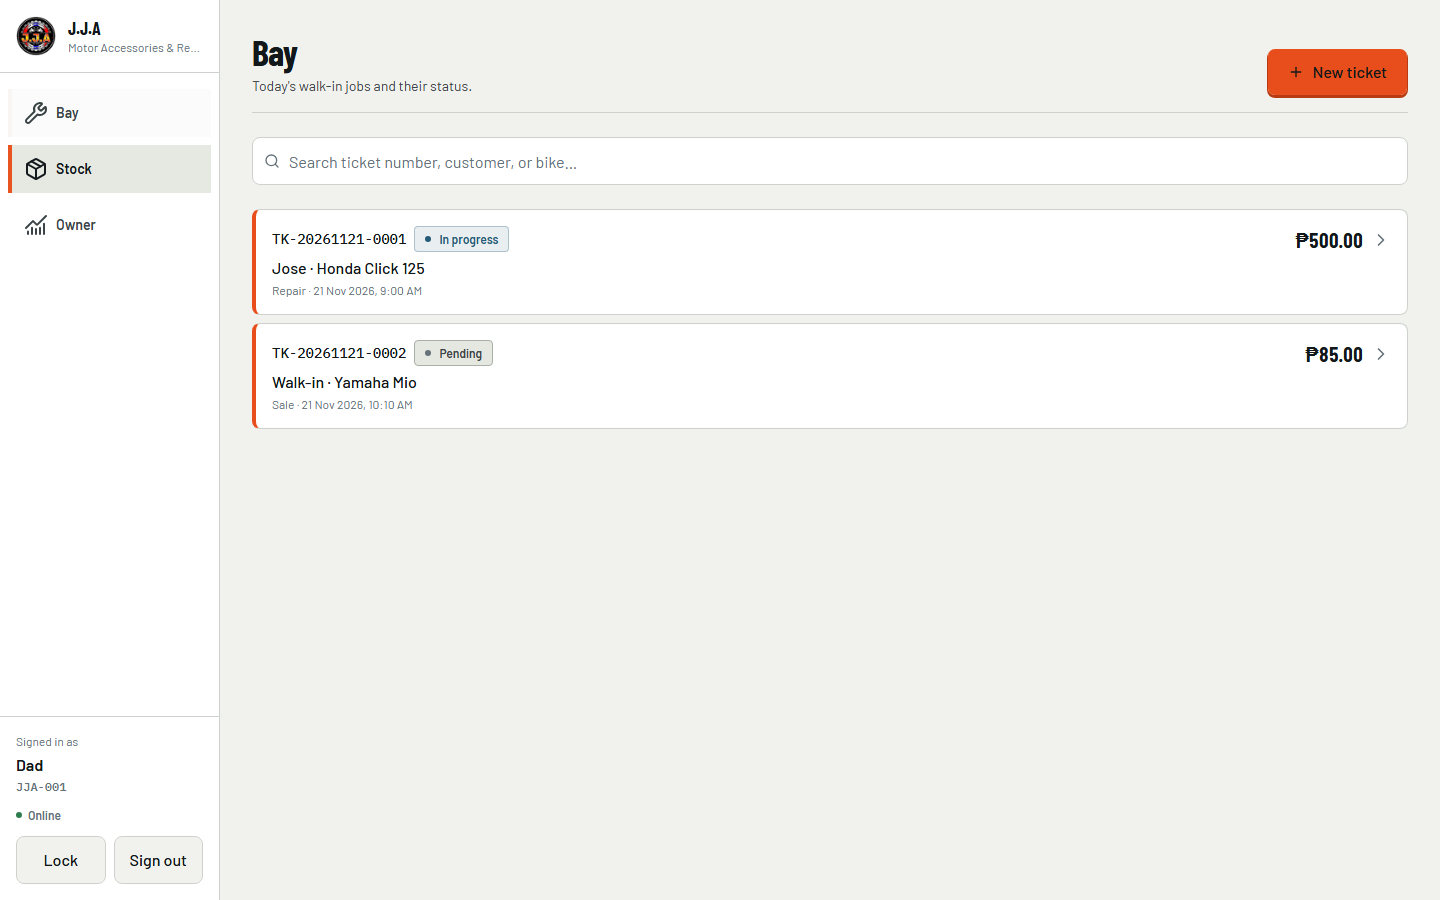 J.J.A
J.J.A
Motor Accessories & Re...
Bay
Stock
Owner
Signed in as
Dad
JJA-001
Online
Lock
Sign out
Bay
Today's walk-in jobs and their status.
New ticket
Search ticket number, customer, or bike...
TK-20261121-0001 In progress ₱500.00
Jose · Honda Click 125
Repair · 21 Nov 2026, 9:00 AM
TK-20261121-0002 Pending ₱85.00
Walk-in · Yamaha Mio
Sale · 21 Nov 2026, 10:10 AM